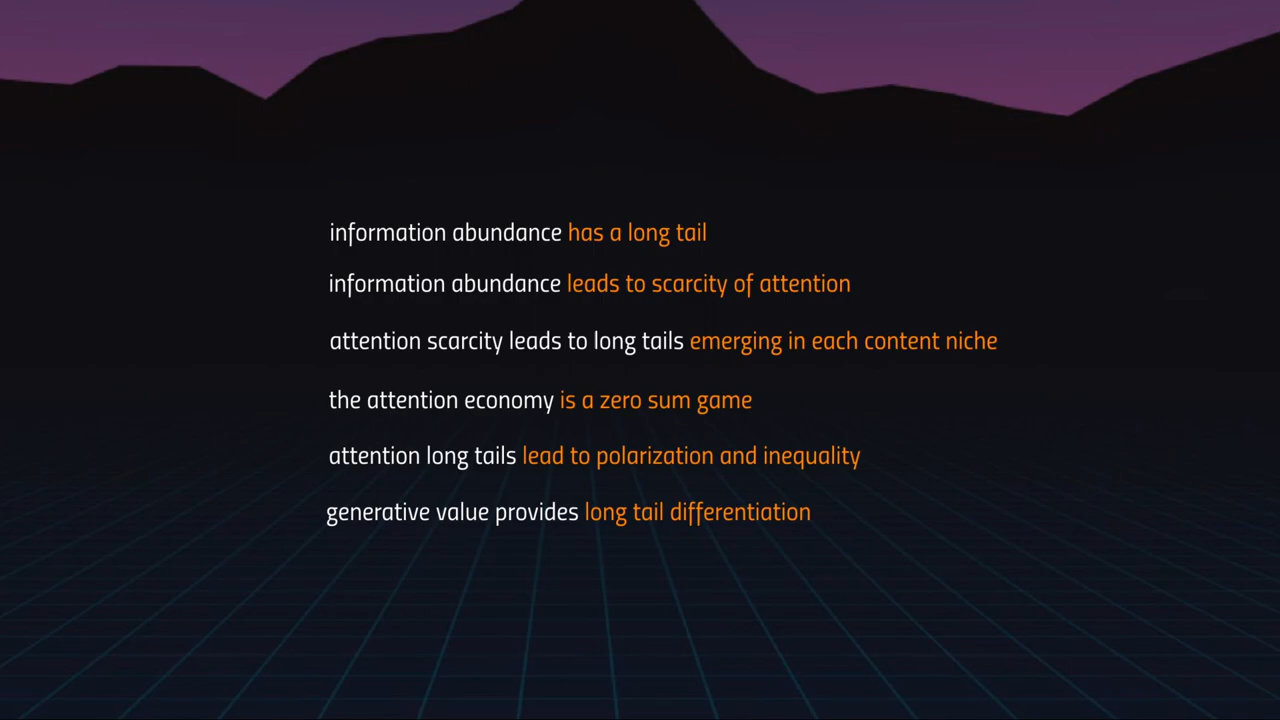 information abundance has a long tail
information abundance leads to scarcity of attention
attention scarcity leads to long tails emerging in each content niche
the attention economy is a zero sum game
attention long tails lead to polarization and inequality
generative value provides long tail differentiation